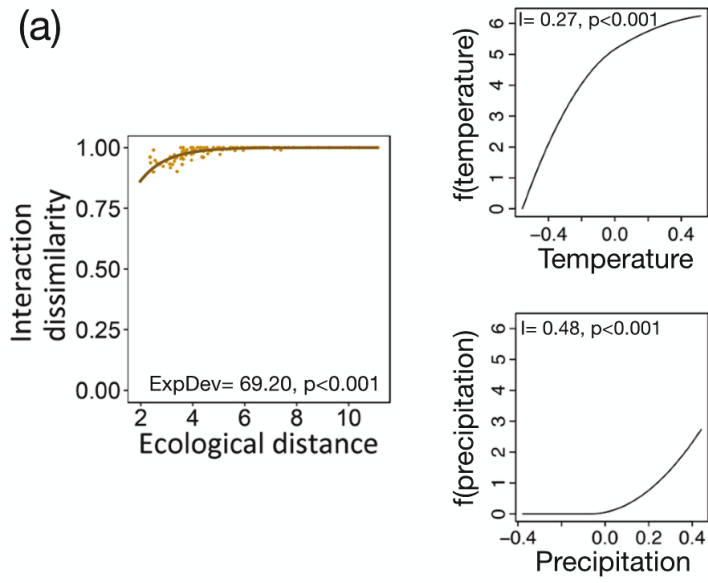 (a)
Interaction
dissimilarity
1.00
0.75
0.50
0.25
0.00
ExpDev= 69.20, p<0.001
2 4 6 8 10
Ecological distance
f(temperature)
6
5
4
3
2
1
0
I= 0.27, p<0.001
-0.4 0.0 0.4
Temperature
f(precipitation)
6
5
4
3
2
1
0
I= 0.48, p<0.001
-0.4 0.0 0.2 0.4
Precipitation